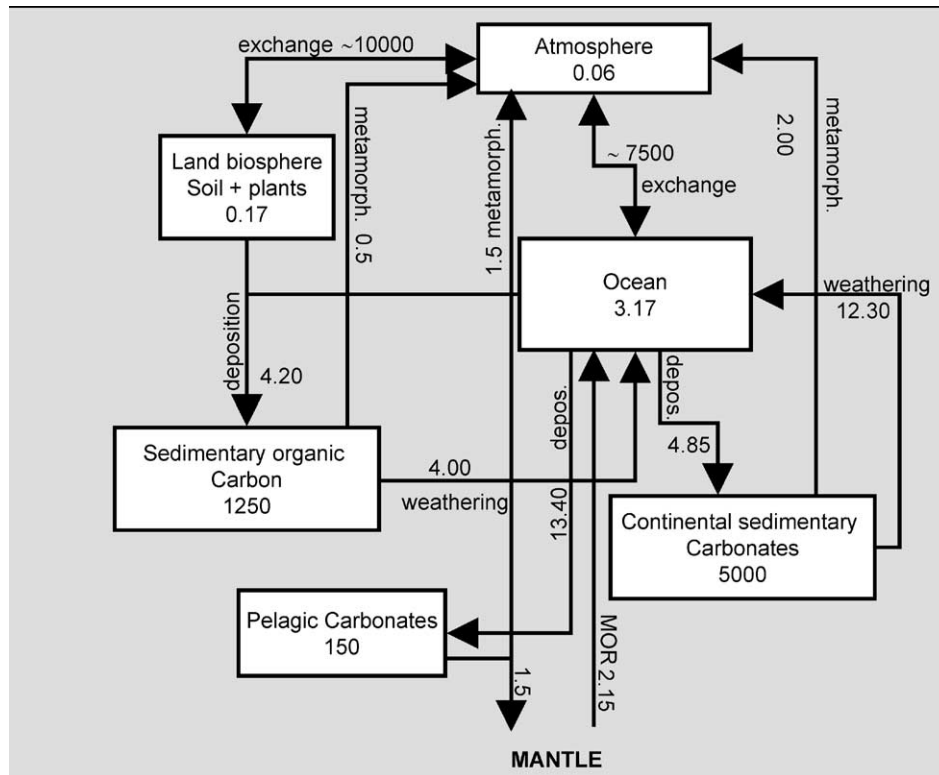 exchange ~10000
Atmosphere
0.06
metamorph. 0.5
1.5 metamorph.
~ 7500
exchange
2.00
metamorph.
Land biosphere
Soil + plants
0.17
Ocean
3.17
weathering
12.30
deposition
4.20
depos.
13.40
depos.
4.85
Sedimentary organic
Carbon
1250
4.00
weathering
Continental sedimentary
Carbonates
5000
Pelagic Carbonates
150
1.5
MOR 2.15
MANTLE